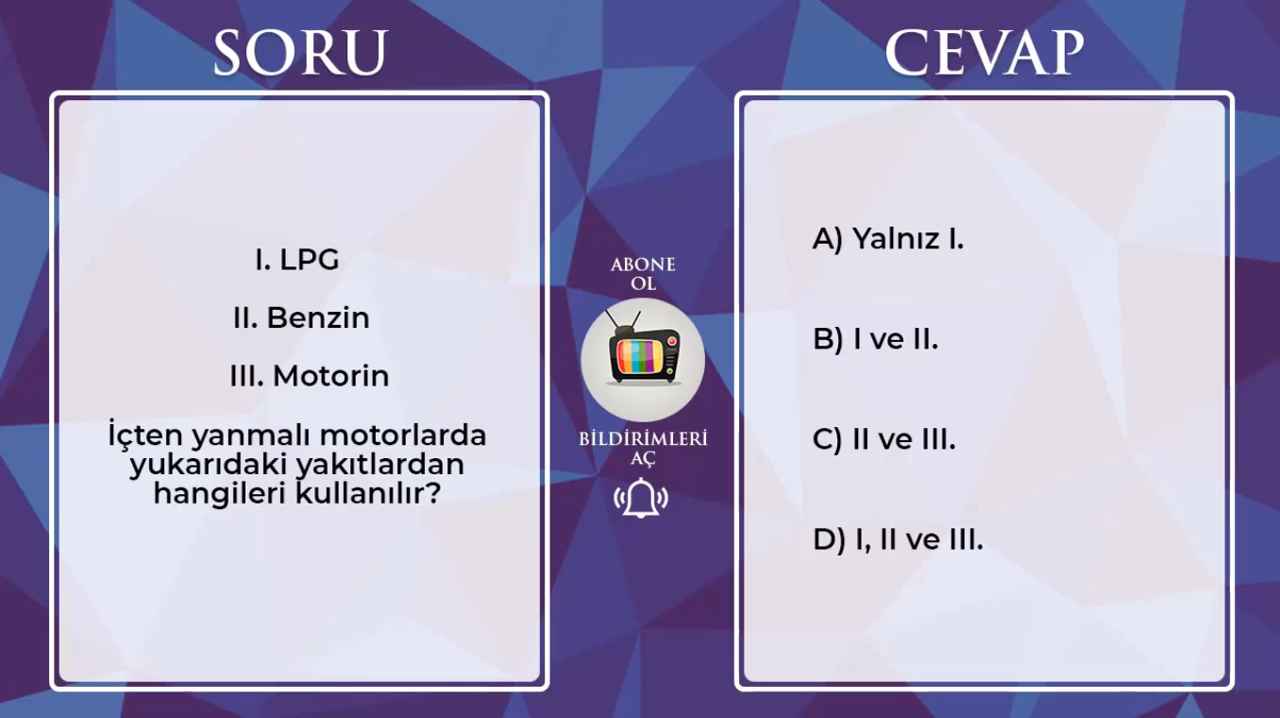 SORU
I. LPG
II. Benzin
III. Motorin
İçten yanmalı motorlarda
yukarıdaki yakıtlardan
hangileri kullanılır?
ABONE
OL
BİLDİRİMLERİ
AÇ
CEVAP
A) Yalnız I.
B) I ve II.
C) II ve III.
D) I, II ve III.